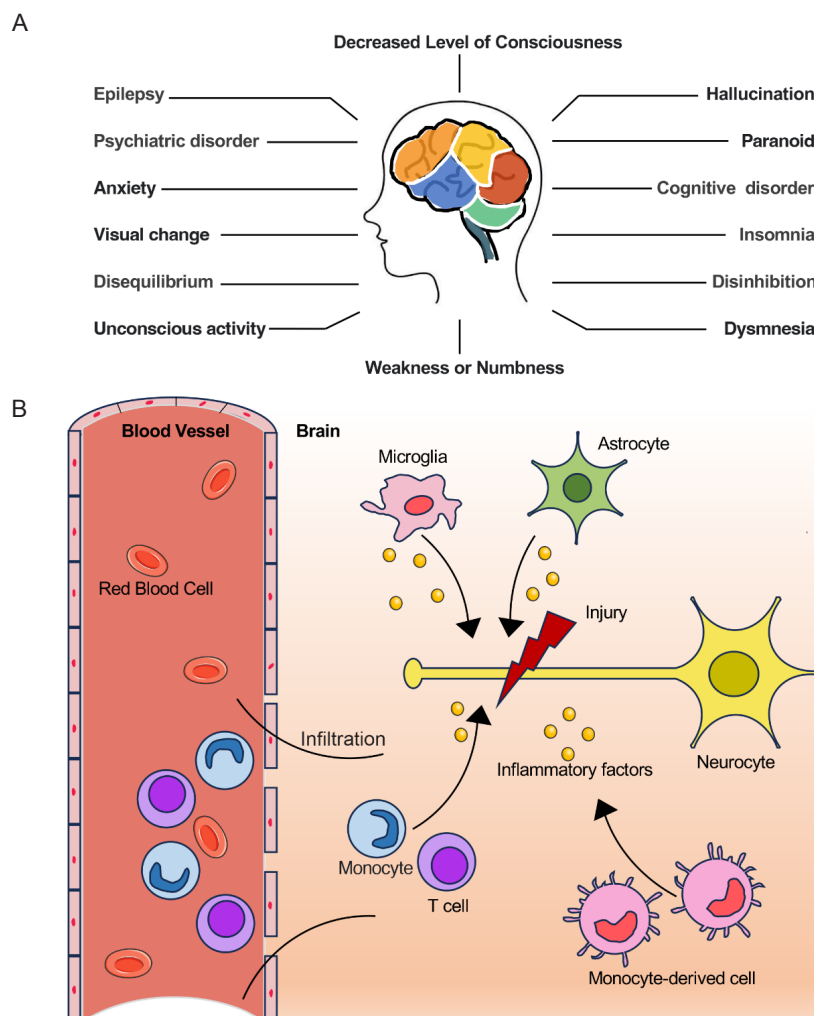 A
Decreased Level of Consciousness
Epilepsy
Hallucination
Psychiatric disorder
Paranoid
Anxiety
Cognitive disorder
Visual change
Insomnia
Disequilibrium
Disinhibition
Unconscious activity
Dysmnesia
Weakness or Numbness
B
Blood Vessel
Brain
Astrocyte
Microglia
Red Blood Cell
Injury
Infiltration
Inflammatory factors
Neurocyte
Monocyte
T cell
Monocyte-derived cell